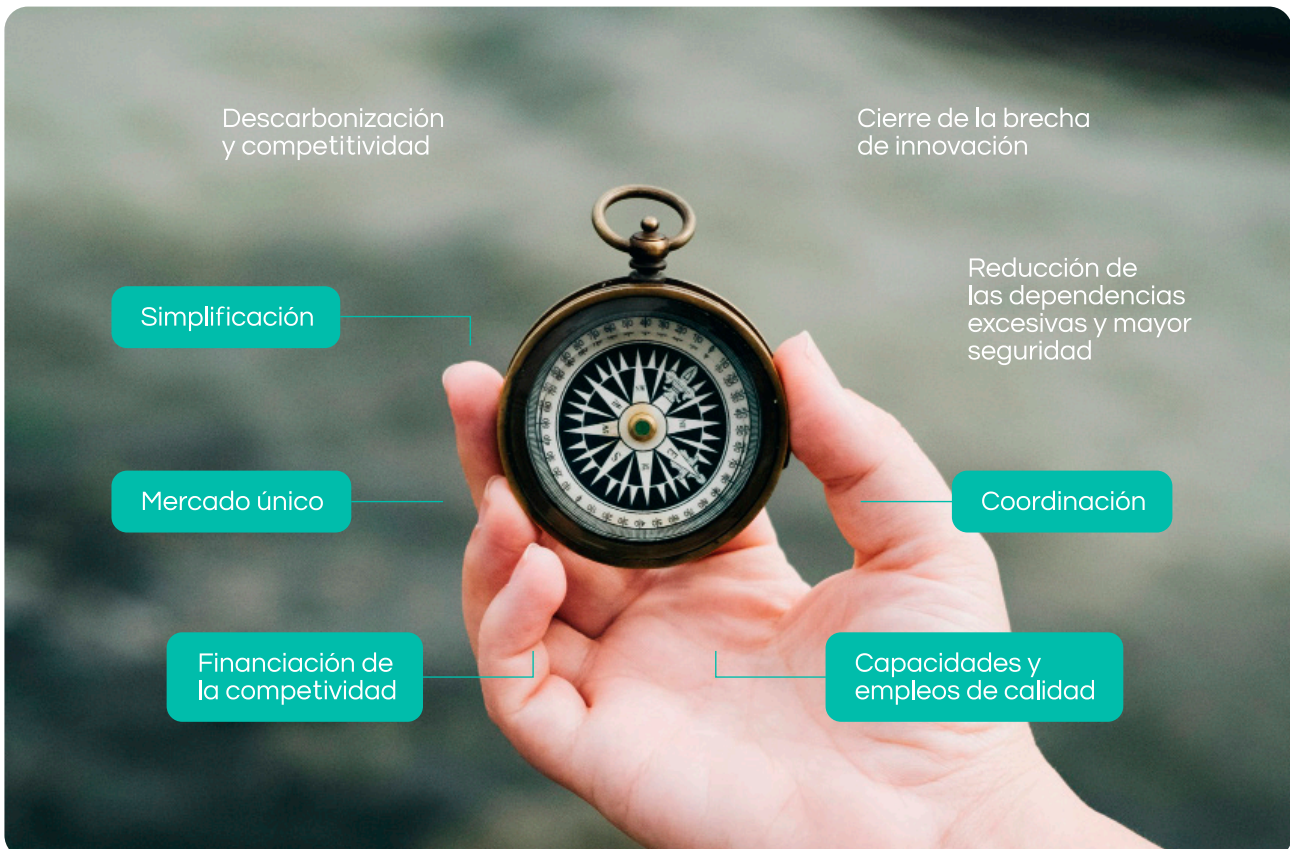 Descarbonización
y competitividad
Cierre de la brecha
de innovación
Reducción de
las dependencias
excesivas y mayor
seguridad
Simplificación
Mercado único
Coordinación
Financiación de
la competividad
Capacidades y
empleos de calidad